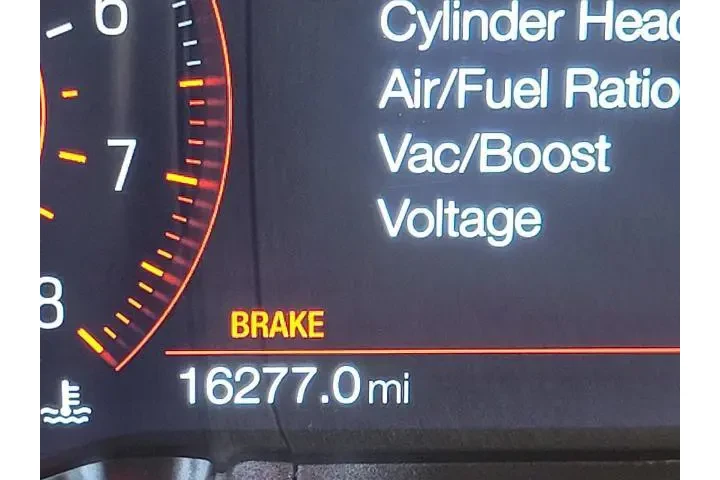 6
Cylinder Head
Air/Fuel Ratio
7
Vac/Boost
Voltage
8
BRAKE
16277.0 mi